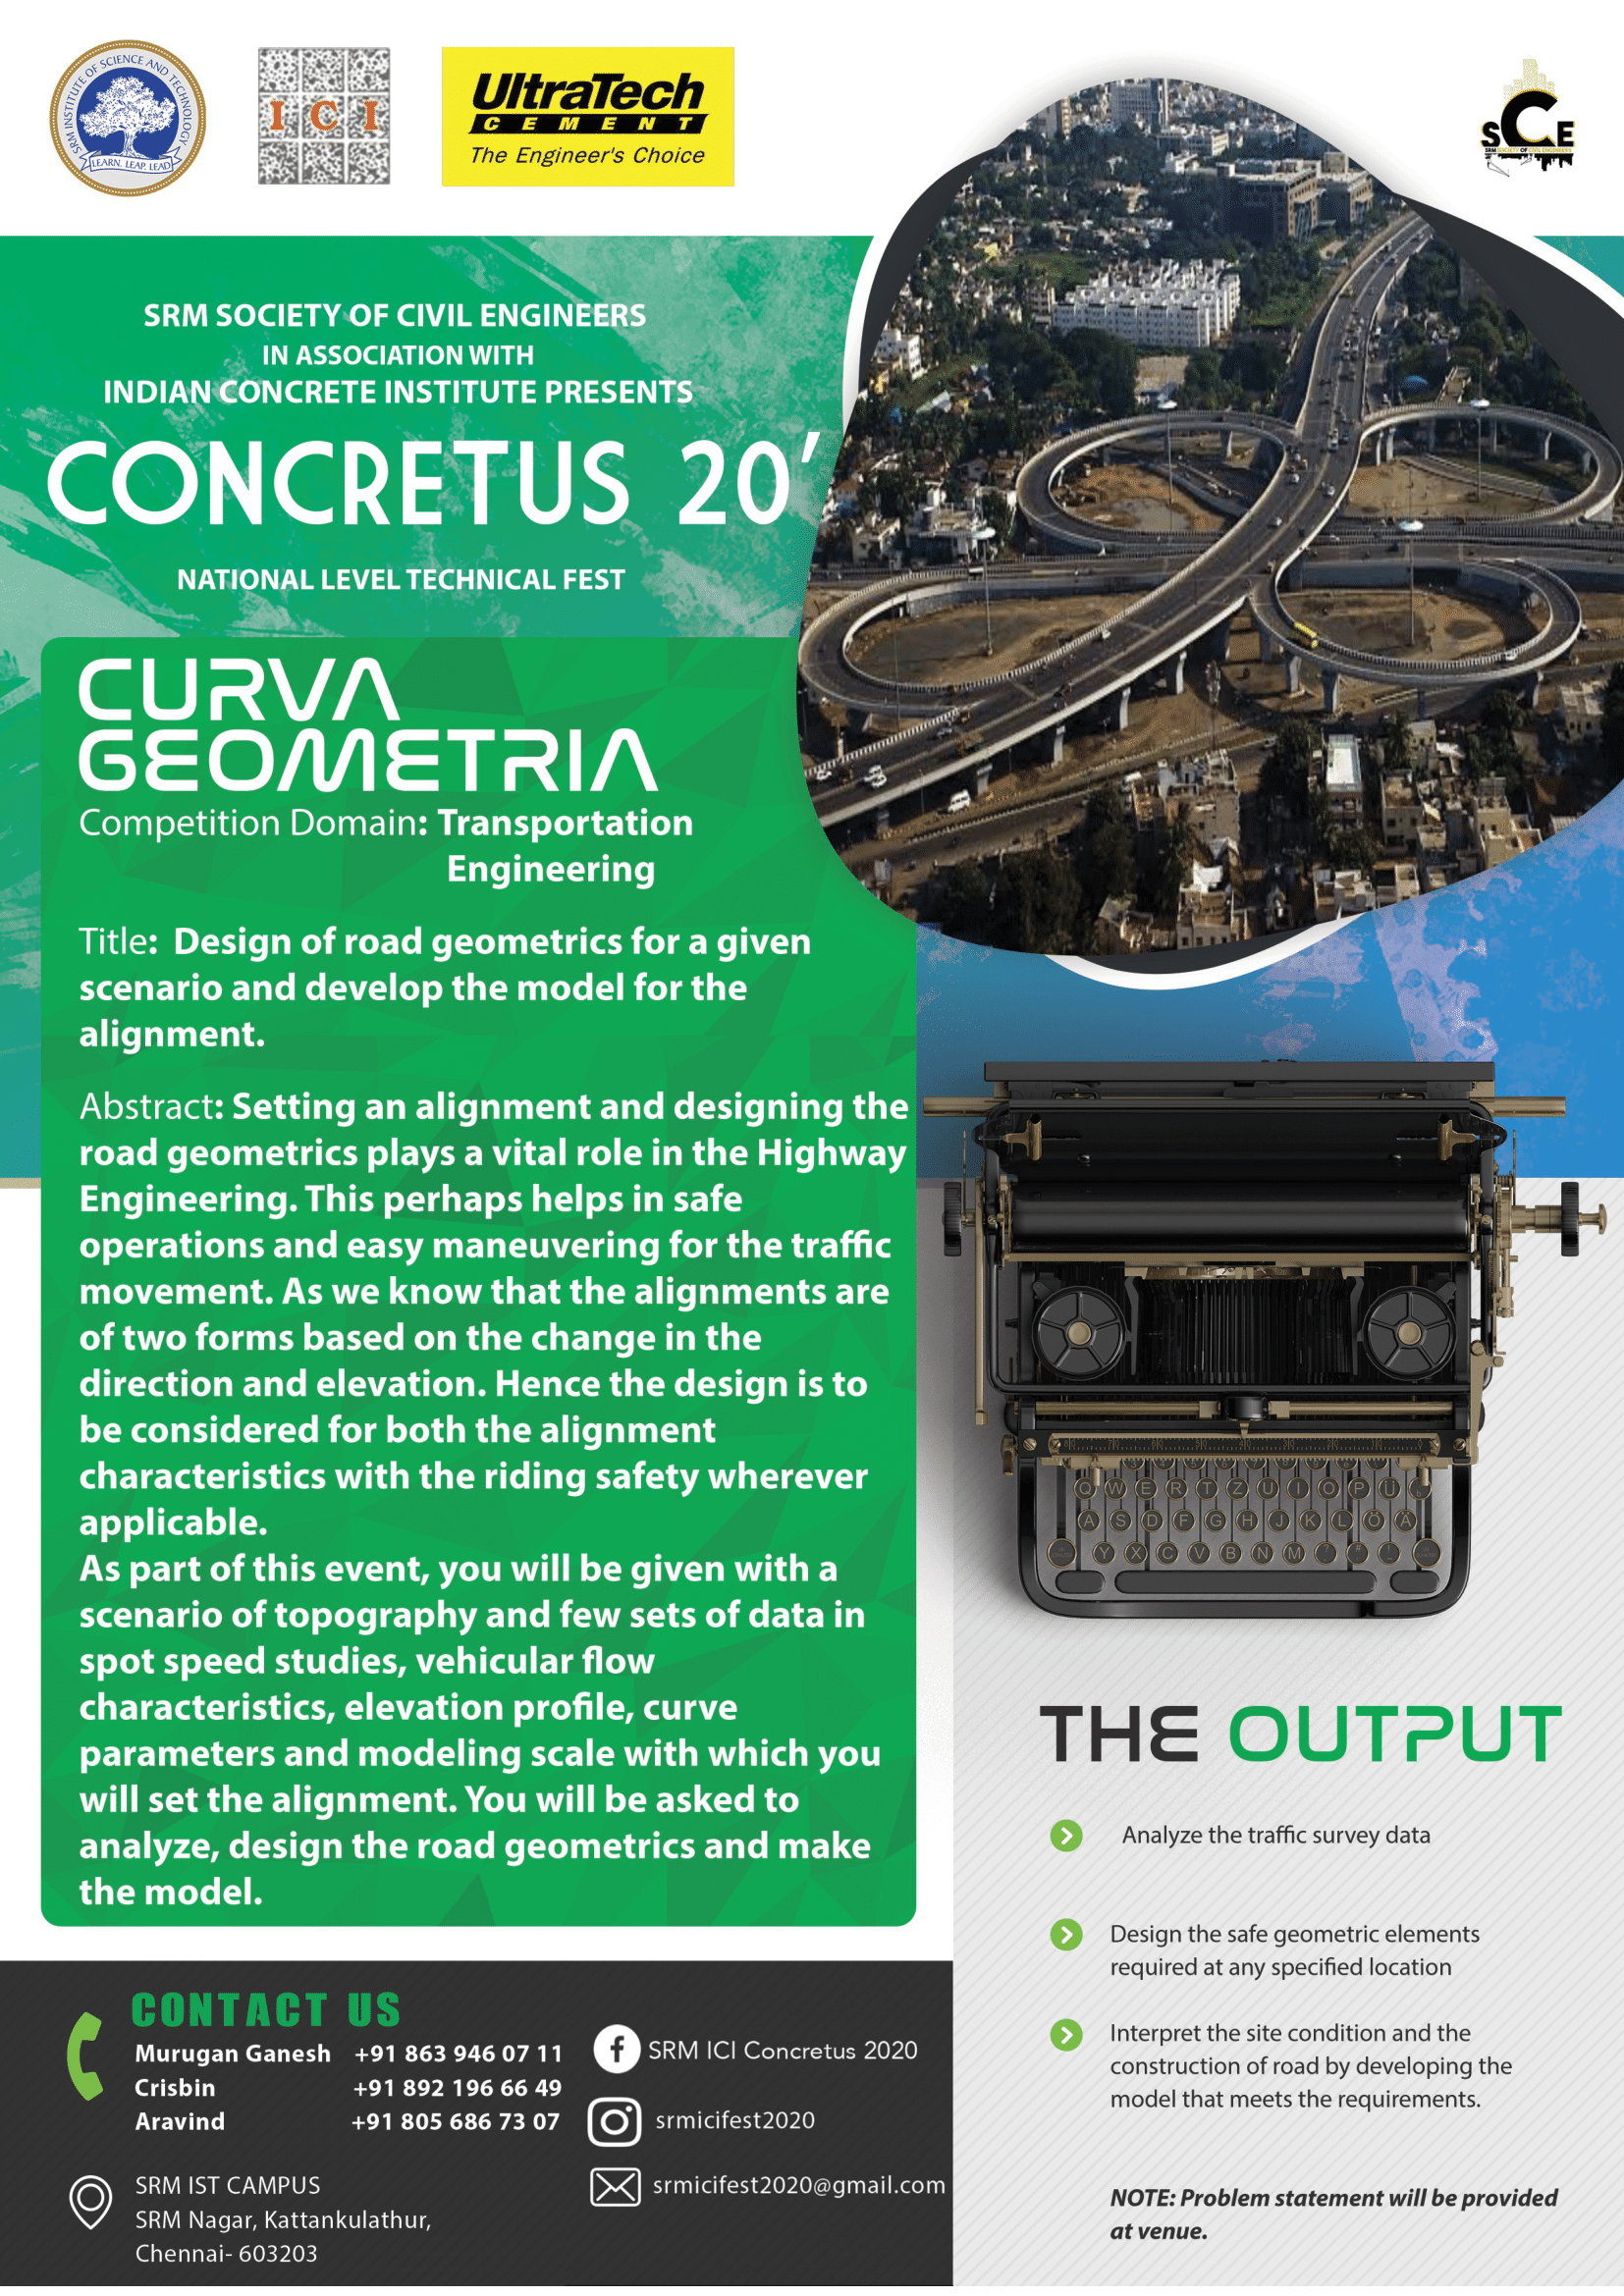 SRM INSTITUTE OF SCIENCE AND TECHNOLOGY
LEARN. LEAP. LEAD
I C I
UltraTech
CEMENT
The Engineer's Choice
SCE
SRM SOCIETY OF CIVIL ENGINEERS
SRM SOCIETY OF CIVIL ENGINEERS
IN ASSOCIATION WITH
INDIAN CONCRETE INSTITUTE PRESENTS
CONCRETUS 20'
NATIONAL LEVEL TECHNICAL FEST
CURVA
GEOMETRIA
Competition Domain: Transportation
Engineering
Title: Design of road geometrics for a given
scenario and develop the model for the
alignment.
Abstract: Setting an alignment and designing the
road geometrics plays a vital role in the Highway
Engineering. This perhaps helps in safe
operations and easy maneuvering for the traffic
movement. As we know that the alignments are
of two forms based on the change in the
direction and elevation. Hence the design is to
be considered for both the alignment
characteristics with the riding safety wherever
applicable.
As part of this event, you will be given with a
scenario of topography and few sets of data in
spot speed studies, vehicular flow
characteristics, elevation profile, curve
parameters and modeling scale with which you
will set the alignment. You will be asked to
analyze, design the road geometrics and make
the model.
Q W E R T Z U I O P Ü
A S D F G H J K L Ö Ä
Y X C V B N M
THE OUTPUT
Analyze the traffic survey data
Design the safe geometric elements
required at any specified location
Interpret the site condition and the
construction of road by developing the
model that meets the requirements.
NOTE: Problem statement will be provided
at venue.
CONTACT US
Murugan Ganesh +91 863 946 07 11
Crisbin +91 892 196 66 49
Aravind +91 805 686 73 07
SRM IST CAMPUS
SRM Nagar, Kattankulathur,
Chennai- 603203
SRM ICI Concretus 2020
srmicifest2020
srmicifest2020@gmail.com